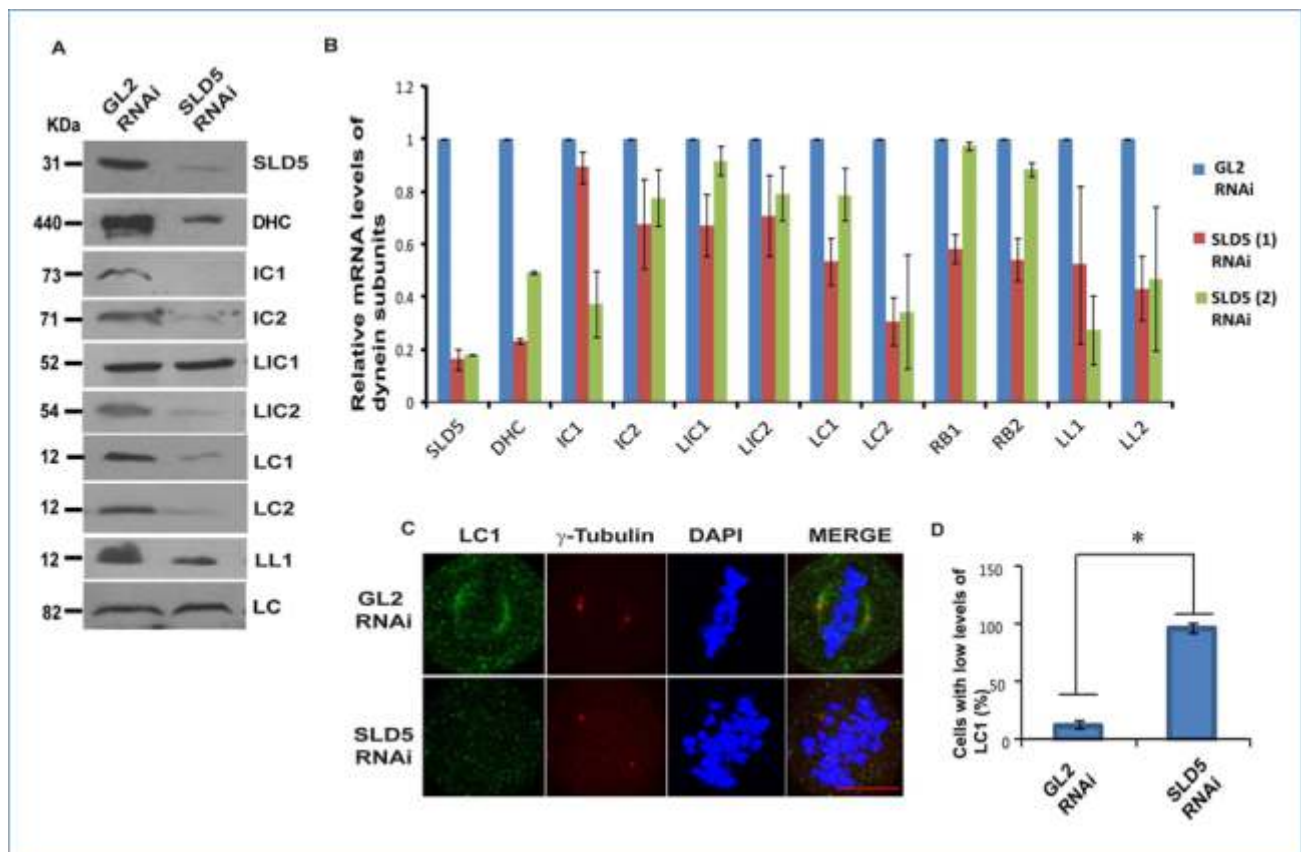 A
GL2
RNAi
SLD5
RNAi
KDa
31
SLD5
440
DHC
73
IC1
71
IC2
52
LIC1
54
LIC2
12
LC1
12
LC2
12
LL1
82
LC
B
Relative mRNA levels of
dynein subunits
1.2
1
0.8
0.6
0.4
0.2
0
SLD5
DHC
IC1
IC2
LIC1
LIC2
LC1
LC2
RB1
RB2
LL1
LL2
GL2
RNAi
SLD5 (1)
RNAi
SLD5 (2)
RNAi
C
LC1
γ-Tubulin
DAPI
MERGE
GL2
RNAi
SLD5
RNAi
D
*
Cells with low levels of
LC1 (%)
150
100
50
0
GL2
RNAi
SLD5
RNAi